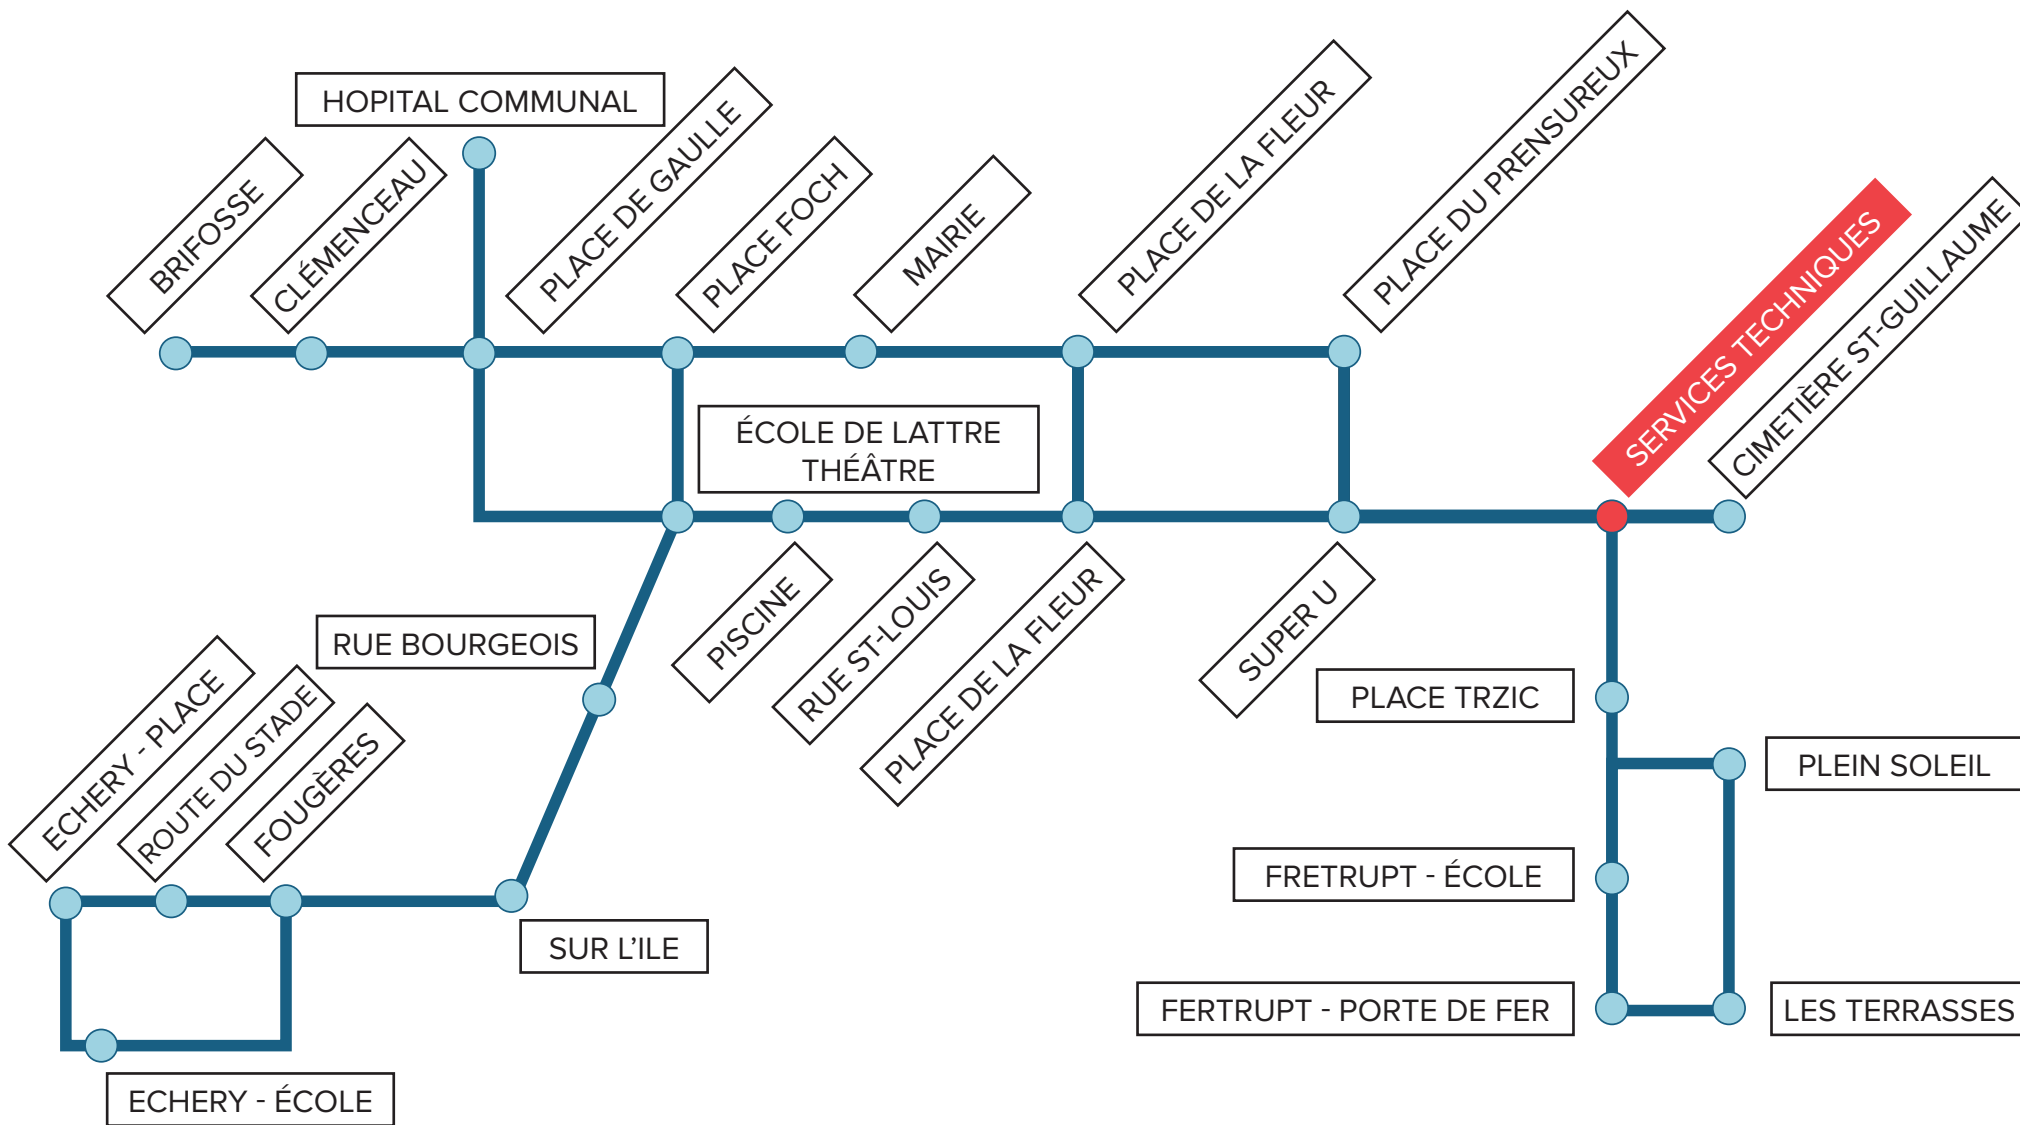 HOPITAL COMMUNAL
BRIFOSSE
CLÉMENCEAU
PLACE DE GAULLE
PLACE FOCH
MAIRIE
PLACE DE LA FLEUR
PLACE DU PRENSUREUX
SERVICES TECHNIQUES
CIMETIÈRE ST-GUILLAUME
ÉCOLE DE LATTRE
THÉÂTRE
RUE BOURGEOIS
PISCINE
RUE ST-LOUIS
PLACE DE LA FLEUR
SUPER U
PLACE TRZIC
PLEIN SOLEIL
ECHERY - PLACE
ROUTE DU STADE
FOUGÈRES
FRETRUPT - ÉCOLE
SUR L'ILE
FERTRUPT - PORTE DE FER
LES TERRASSES
ECHERY - ÉCOLE